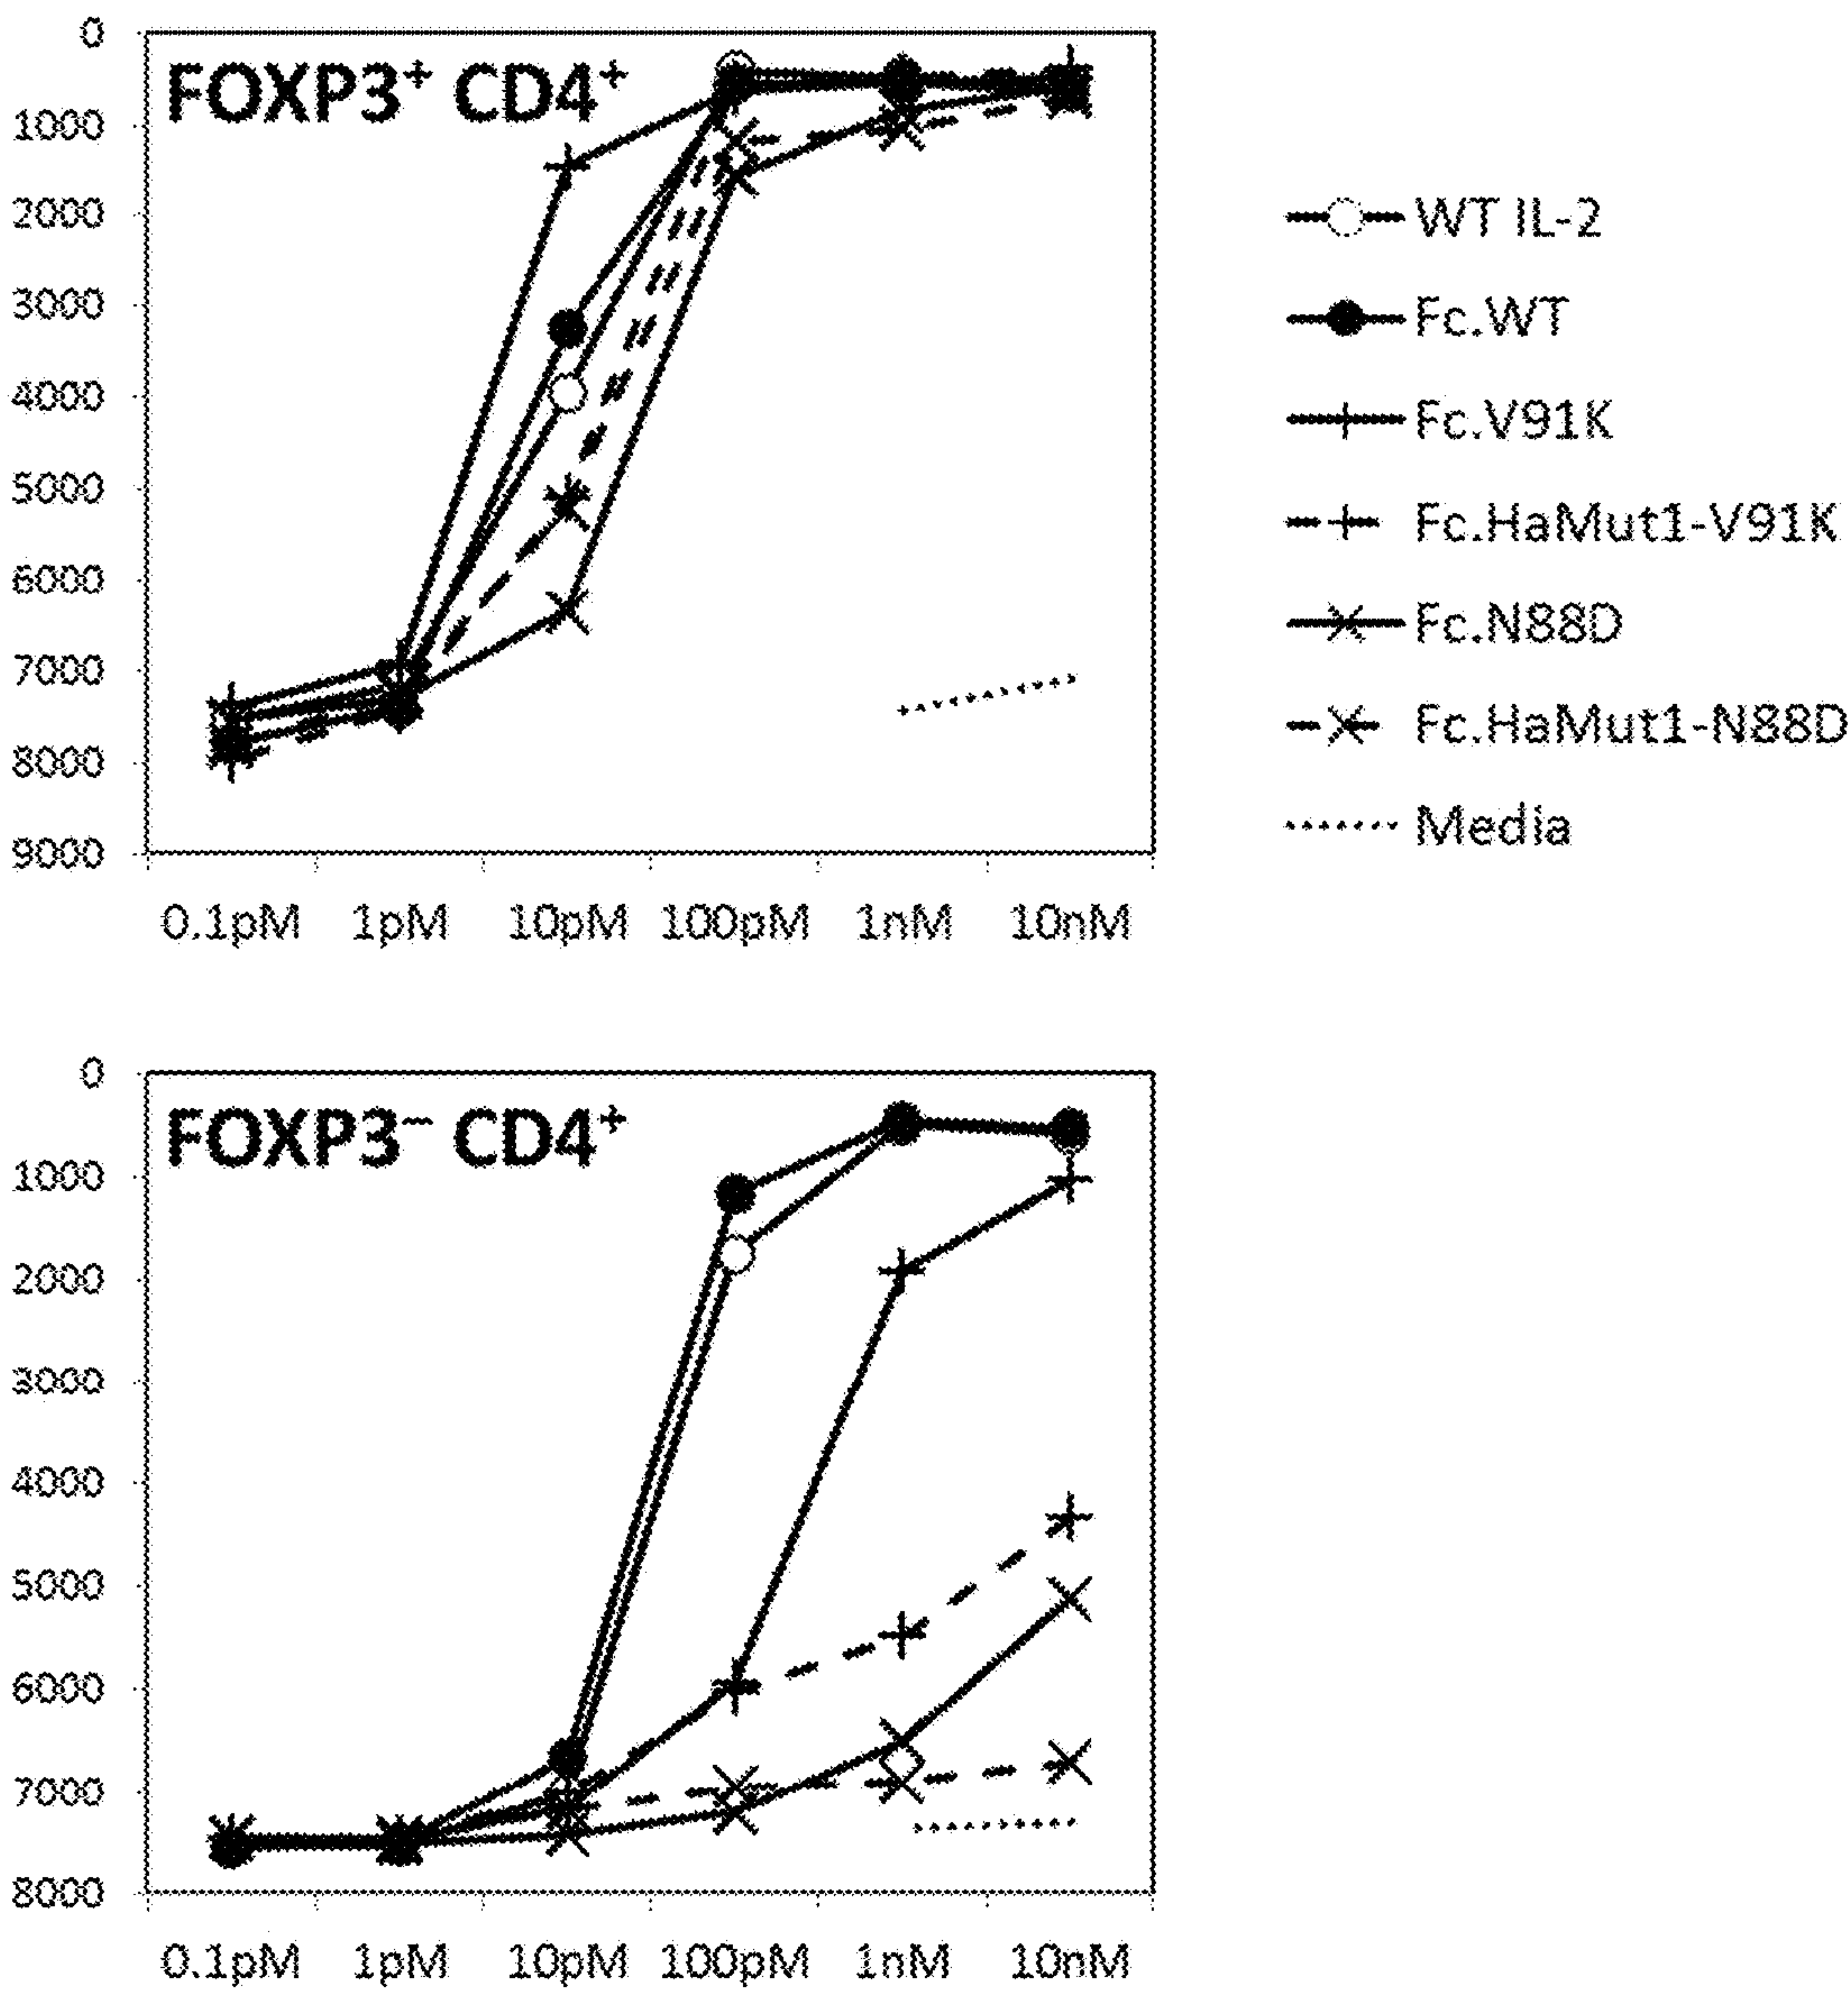 FOXP3⁺ CD4⁺
0
1000
2000
3000
4000
5000
6000
7000
8000
9000
0.1pM 1pM 10pM 100pM 1nM 10nM
WT IL-2
Fc.WT
Fc.V91K
Fc.HaMut1-V91K
Fc.N88D
Fc.HaMut1-N88D
Media
FOXP3⁻ CD4⁺
0
1000
2000
3000
4000
5000
6000
7000
8000
0.1pM 1pM 10pM 100pM 1nM 10nM